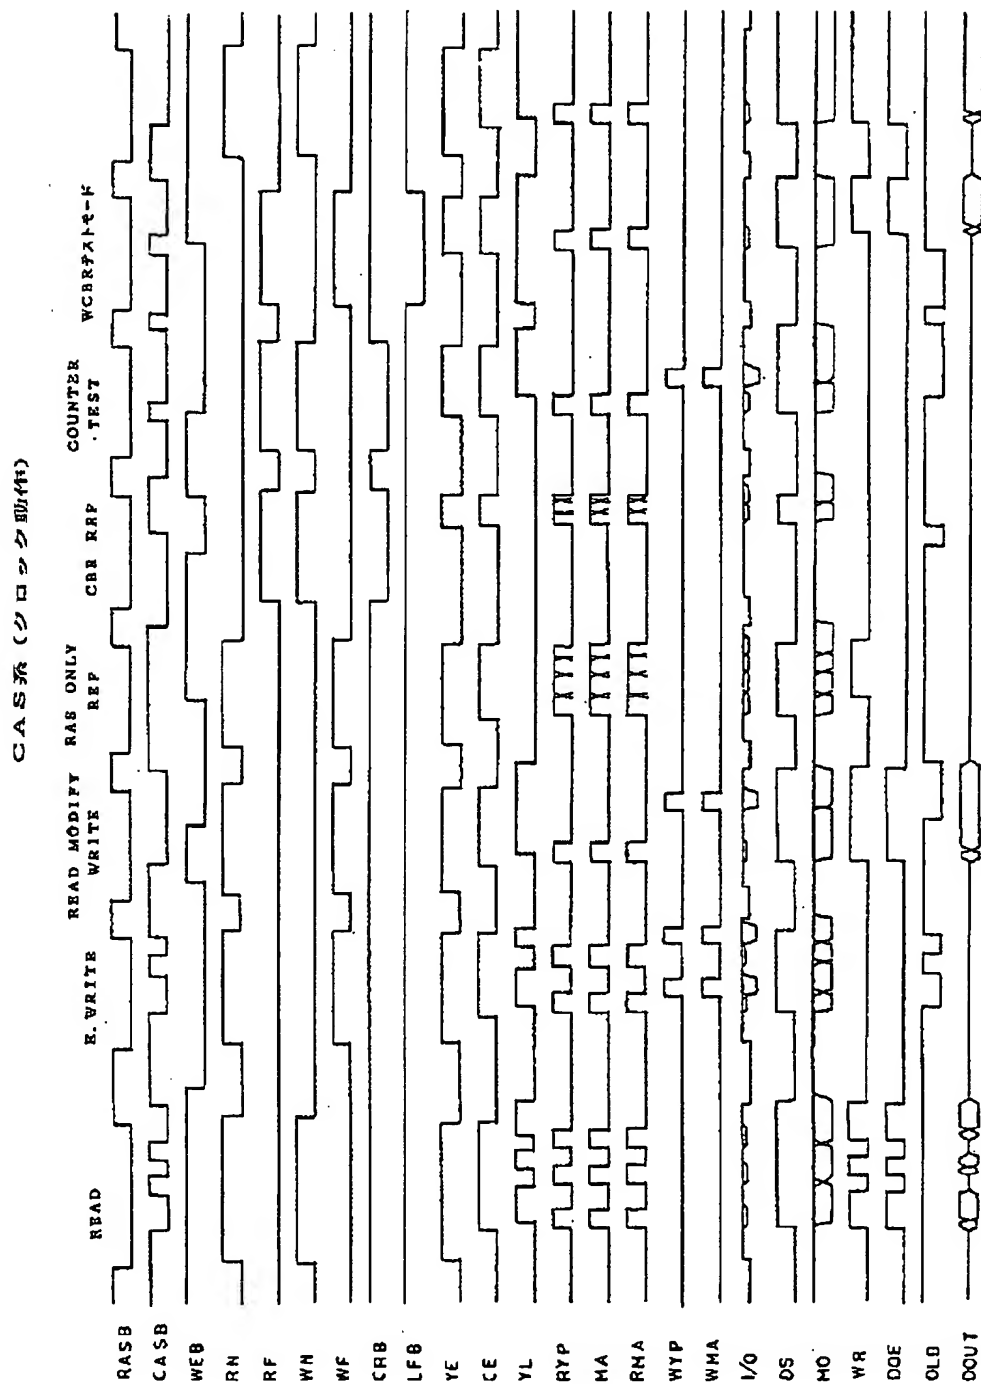 CAS系 (クロック動作)
READ
E. WRITE
READ MODIFY
WRITE
RAS ONLY
REF
CBR REF
COUNTER
TEST
WCBRテストモード
RASB
CASB
WEB
RN
RF
WN
WF
CRB
LFB
YE
CE
YL
RYP
MA
RMA
WYP
WMA
I/O
DS
MO
WR
DOE
OLB
DOUT